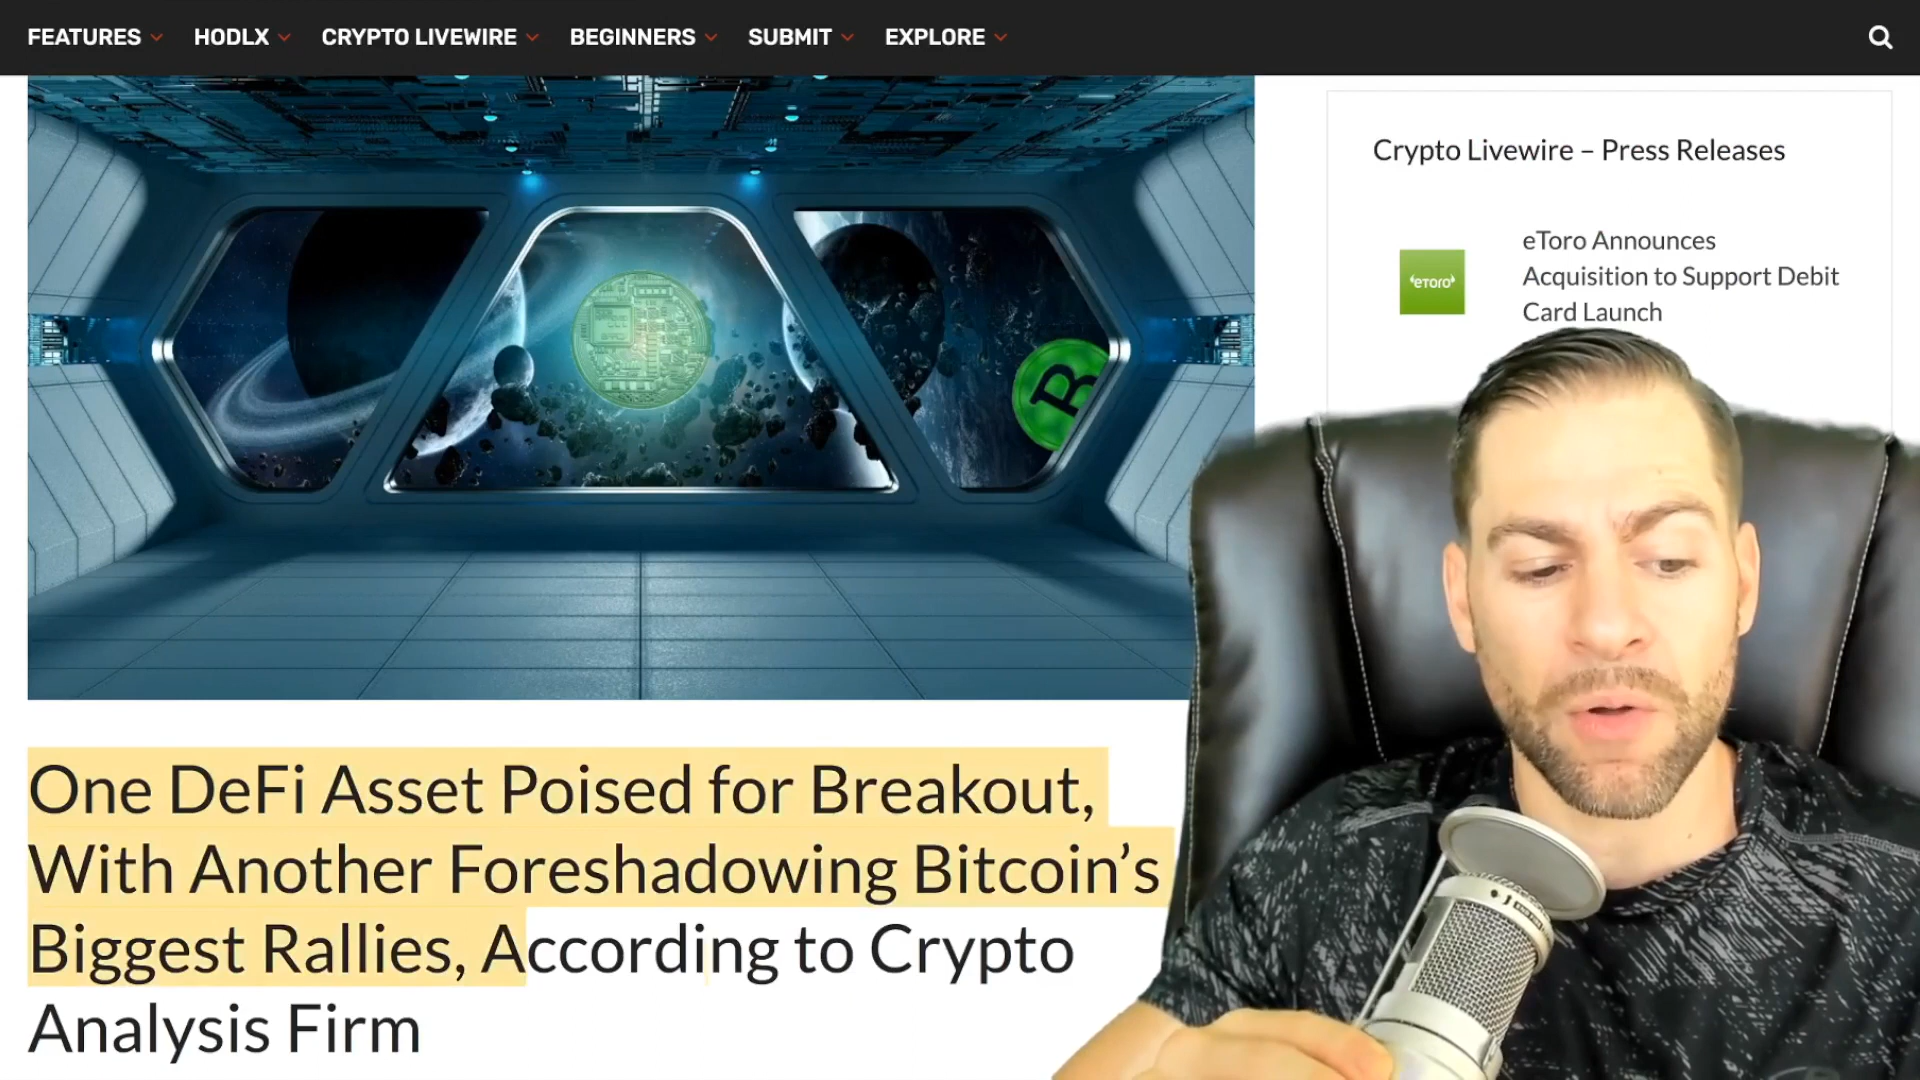 FEATURES HODLX CRYPTO LIVEWIRE BEGINNERS SUBMIT EXPLORE
Crypto Livewire – Press Releases
eToro Announces
Acquisition to Support Debit
Card Launch
eToro
One DeFi Asset Poised for Breakout,
With Another Foreshadowing Bitcoin’s
Biggest Rallies, According to Crypto
Analysis Firm